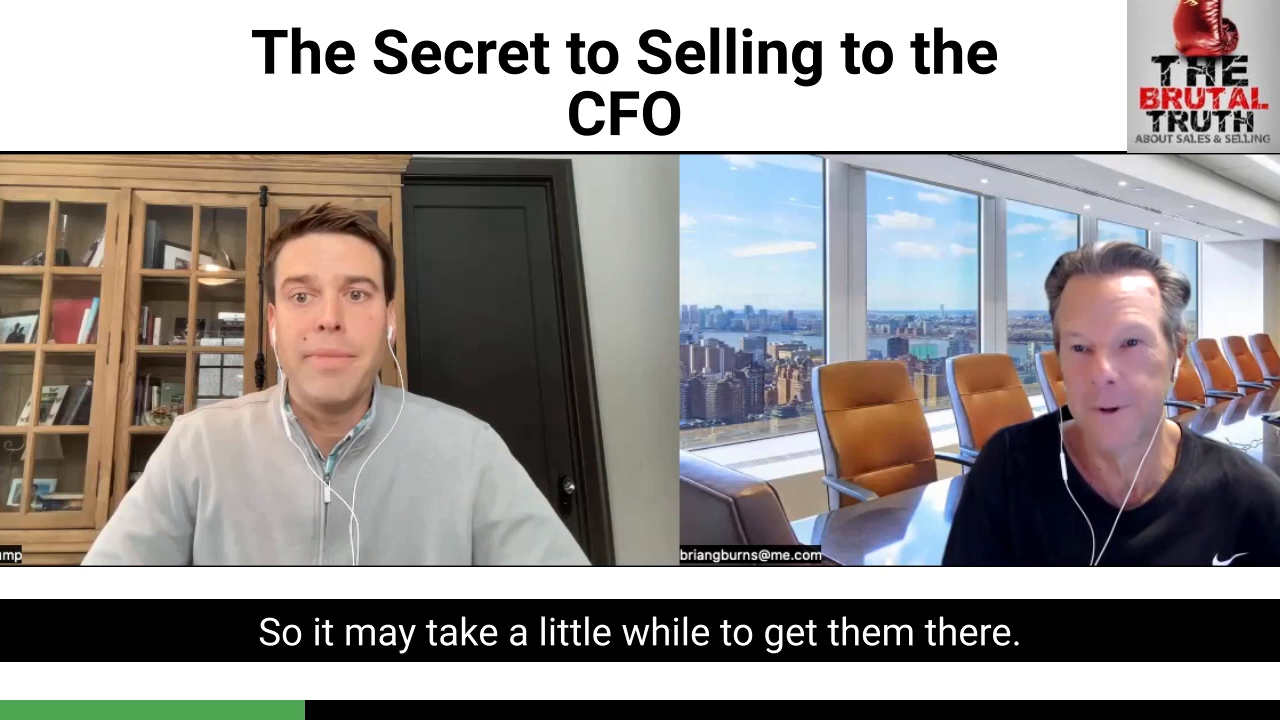 The Secret to Selling to the
CFO
THE
BRUTAL
TRUTH
ABOUT SALES & SELLING
ump
briangburns@me.com
So it may take a little while to get them there.